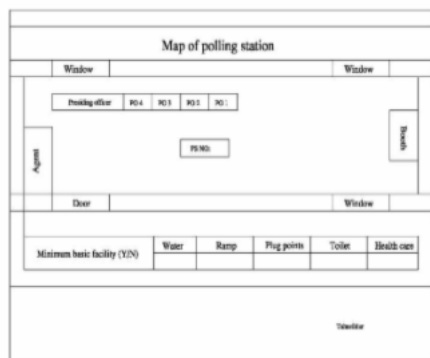 Map of polling station
Window Window
Presiding officer PO 4 PO 3 PO 2 PO 1
Agent
Booth
PS NO:
Door Window
Minimum basic facility (Y/N) Water Ramp Plug points Toilet Health care